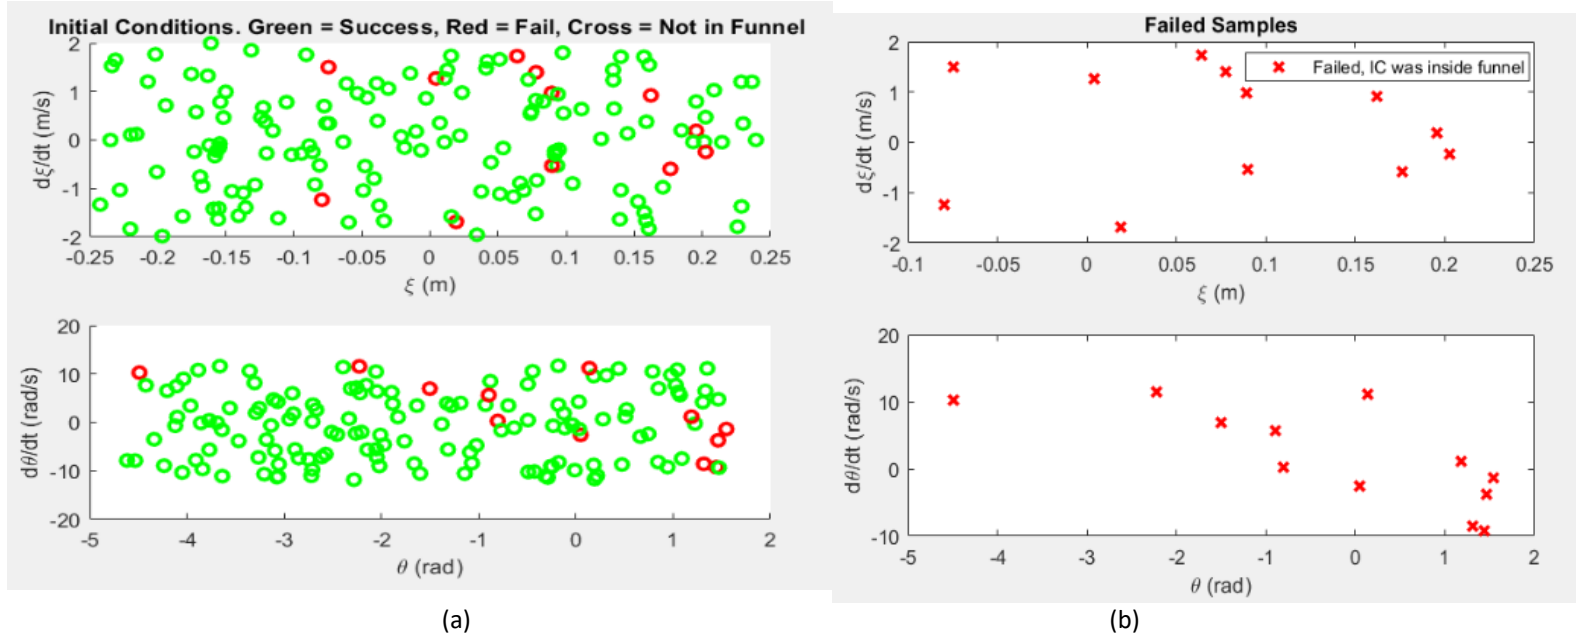 Initial Conditions. Green = Success, Red = Fail, Cross = Not in Funnel
dξ/dt (m/s)
2
1
0
-1
-2
-0.25 -0.2 -0.15 -0.1 -0.05 0 0.05 0.1 0.15 0.2 0.25
ξ (m)
dθ/dt (rad/s)
20
10
0
-10
-20
-5 -4 -3 -2 -1 0 1 2
θ (rad)
(a)
Failed Samples
Failed, IC was inside funnel
dξ/dt (m/s)
2
1
0
-1
-2
-0.1 -0.05 0 0.05 0.1 0.15 0.2 0.25
ξ (m)
dθ/dt (rad/s)
20
10
0
-10
-5 -4 -3 -2 -1 0 1 2
θ (rad)
(b)